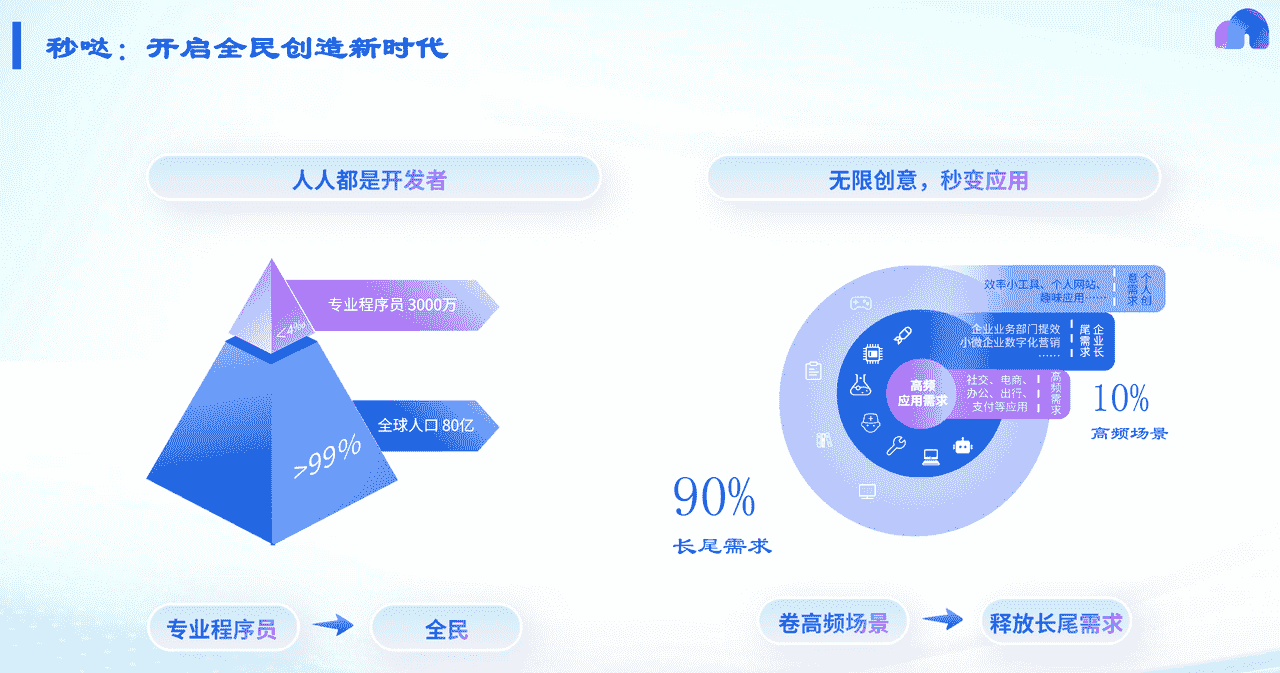 秒哒：开启全民创造新时代
人人都是开发者
专业程序员 3000万
<4‰
全球人口 80亿
>99%
专业程序员
全民
无限创意，秒变应用
效率小工具、个人网站、
趣味应用……
个人创
意需求
企业业务部门提效
小微企业数字化营销
……
企业长
尾需求
高频
应用需求
社交、电商、
办公、出行、
支付等应用
高频需求
10%
高频场景
90%
长尾需求
卷高频场景
释放长尾需求